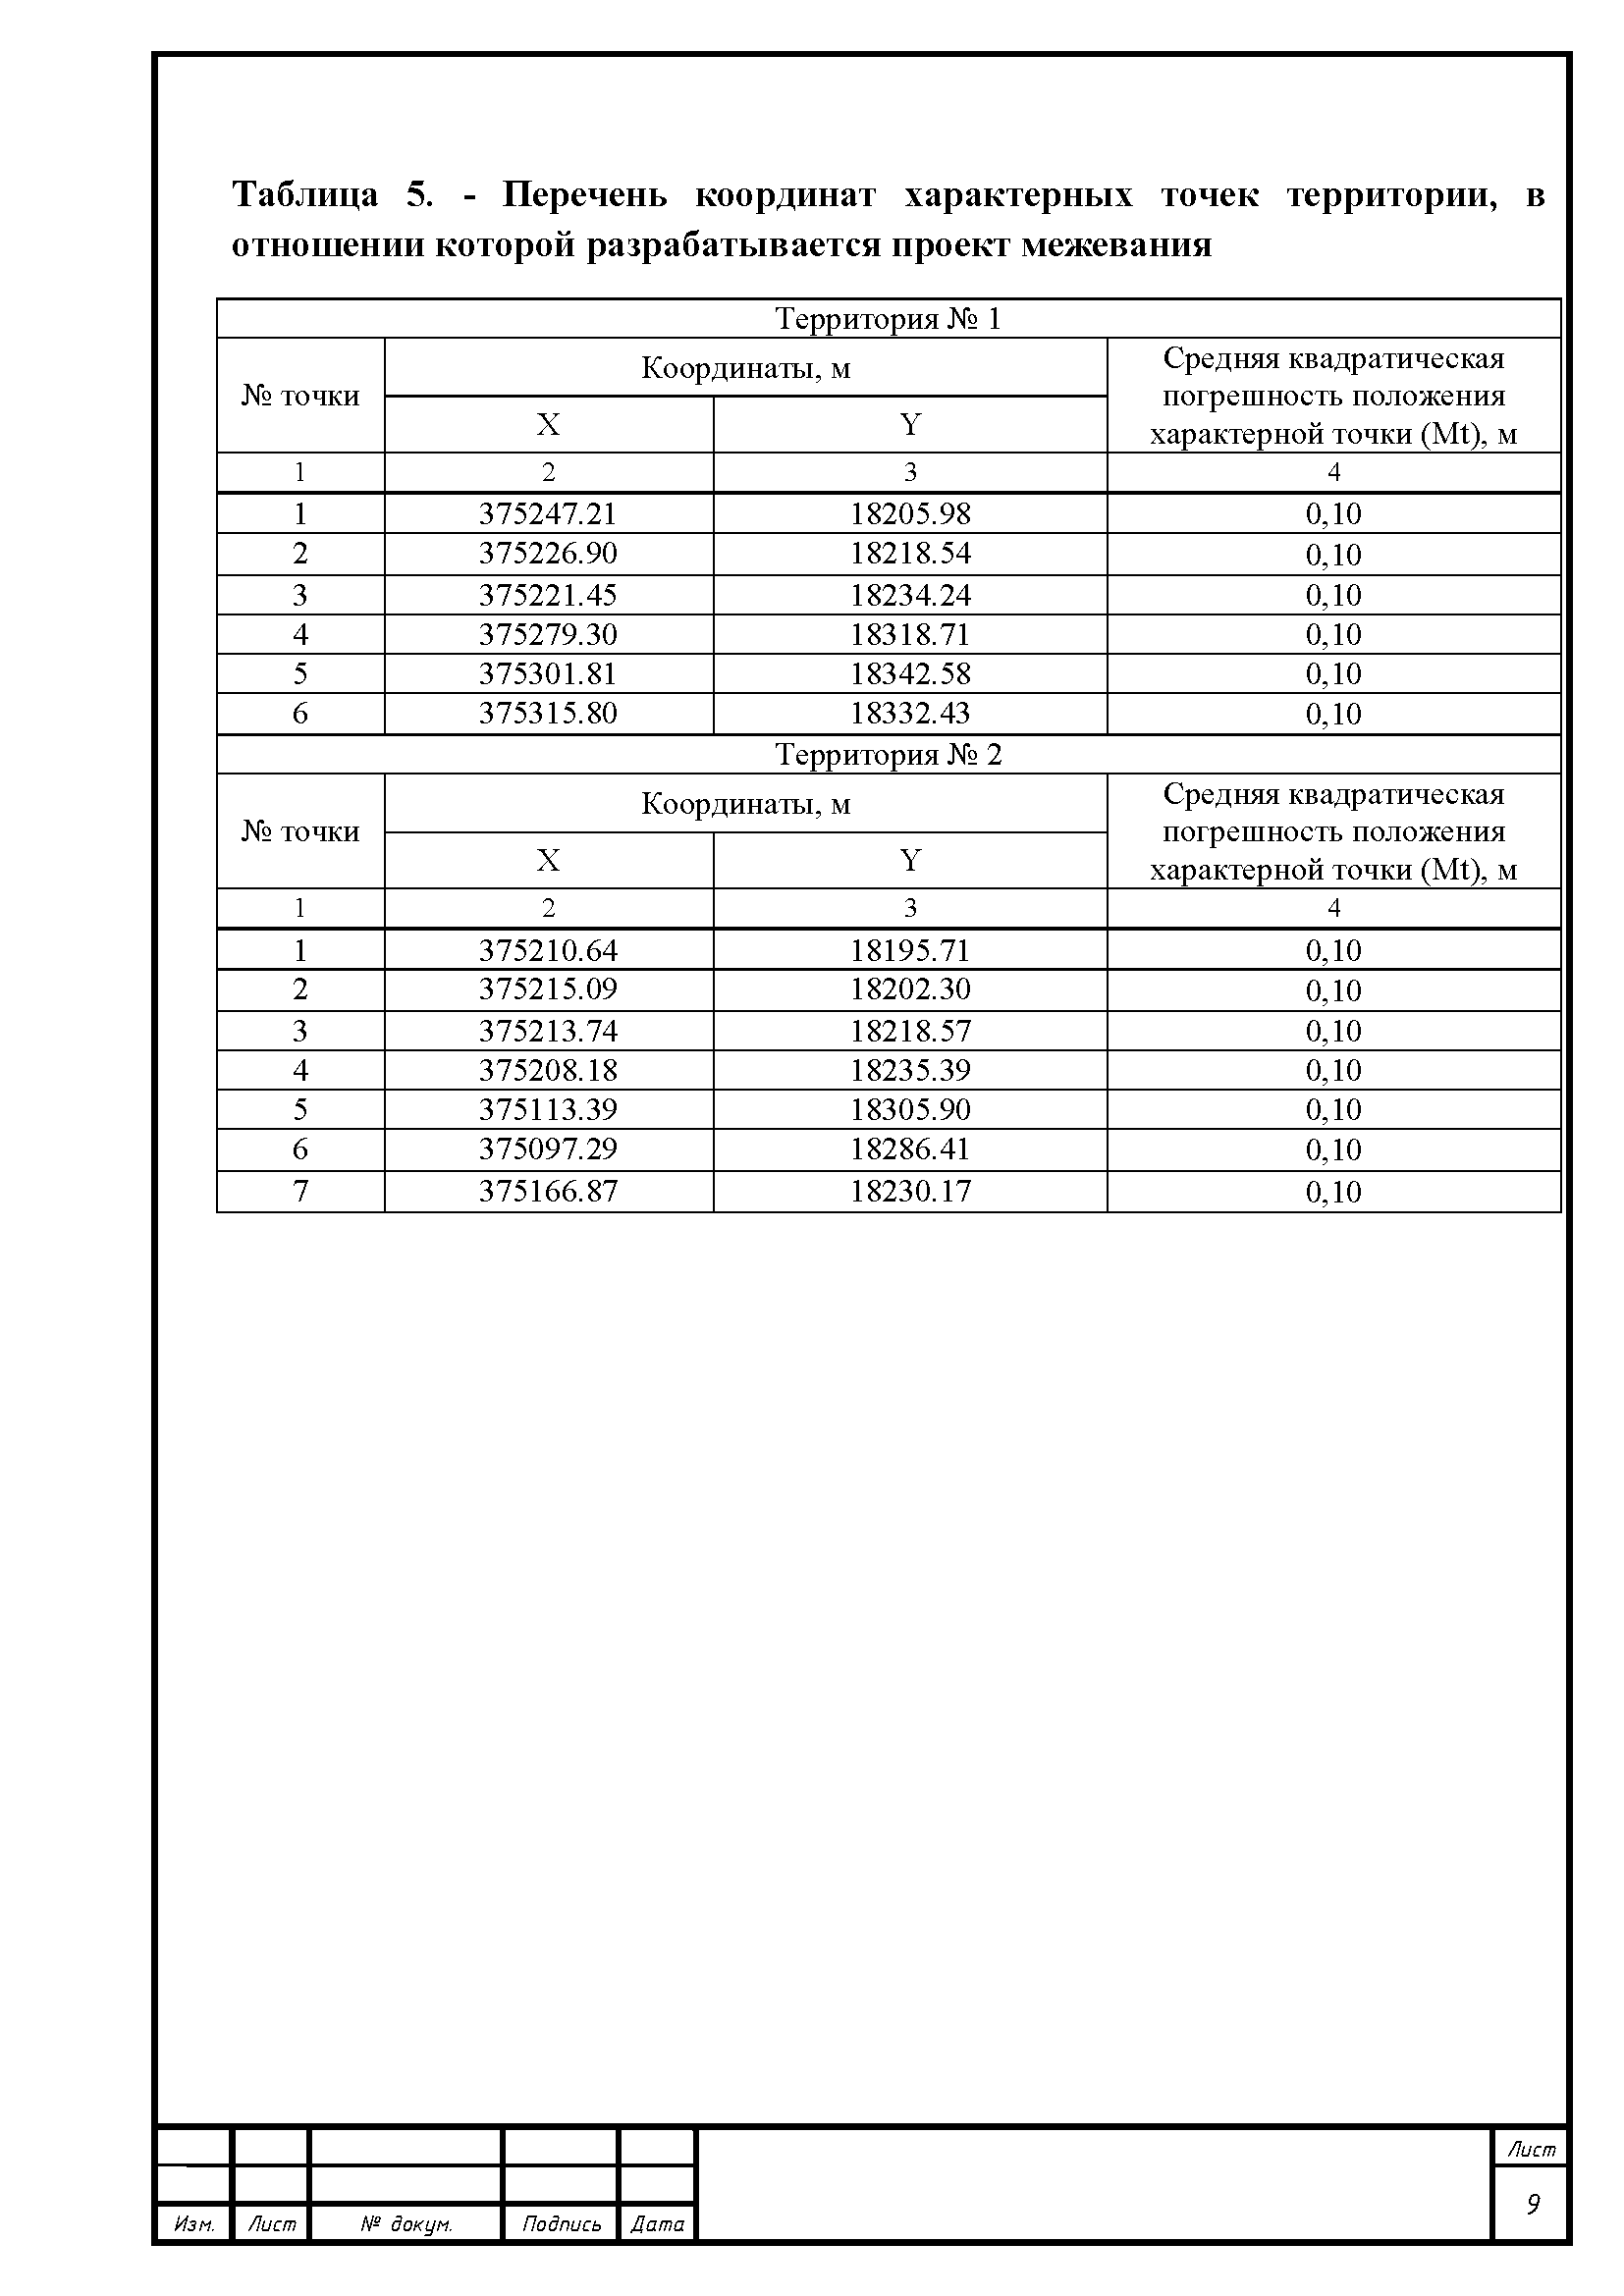 Таблица 5. - Перечень координат характерных точек территории, в
отношении которой разрабатывается проект межевания
Территория № 1
№ точки
Координаты, м
Средняя квадратическая
погрешность положения
характерной точки (Mt), м
X Y
1 2 3 4
1 375247.21 18205.98 0,10
2 375226.90 18218.54 0,10
3 375221.45 18234.24 0,10
4 375279.30 18318.71 0,10
5 375301.81 18342.58 0,10
6 375315.80 18332.43 0,10
Территория № 2
№ точки
Координаты, м
Средняя квадратическая
погрешность положения
характерной точки (Mt), м
X Y
1 2 3 4
1 375210.64 18195.71 0,10
2 375215.09 18202.30 0,10
3 375213.74 18218.57 0,10
4 375208.18 18235.39 0,10
5 375113.39 18305.90 0,10
6 375097.29 18286.41 0,10
7 375166.87 18230.17 0,10
Лист
9
Изм. Лист № докум. Подпись Дата